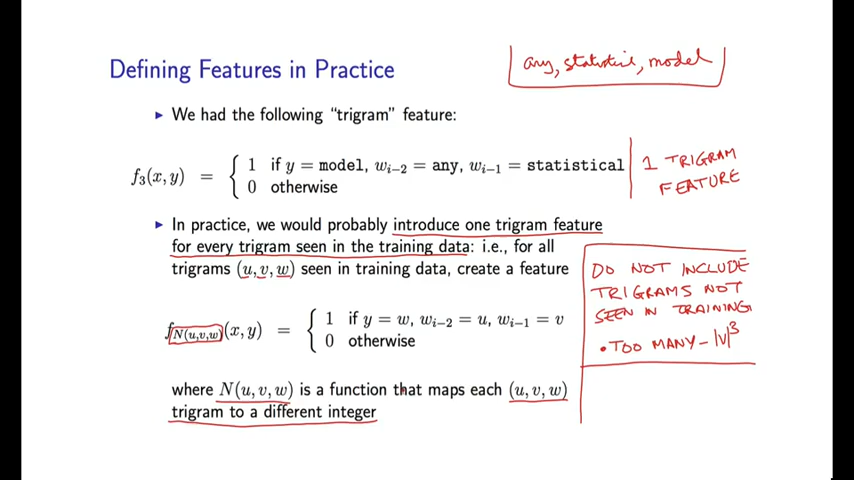 Defining Features in Practice
any, statistic, model
▶ We had the following "trigram" feature:
f₃(x, y) = { 1 if y = model, wᵢ₋₂ = any, wᵢ₋₁ = statistical
0 otherwise
1 TRIGRAM
FEATURE
▶ In practice, we would probably introduce one trigram feature
for every trigram seen in the training data: i.e., for all
trigrams (u, v, w) seen in training data, create a feature
f_N(u,v,w)(x, y) = { 1 if y = w, wᵢ₋₂ = u, wᵢ₋₁ = v
0 otherwise
where N(u, v, w) is a function that maps each (u, v, w)
trigram to a different integer
DO NOT INCLUDE
TRIGRAMS NOT
SEEN IN TRAINING
• TOO MANY – |V|³